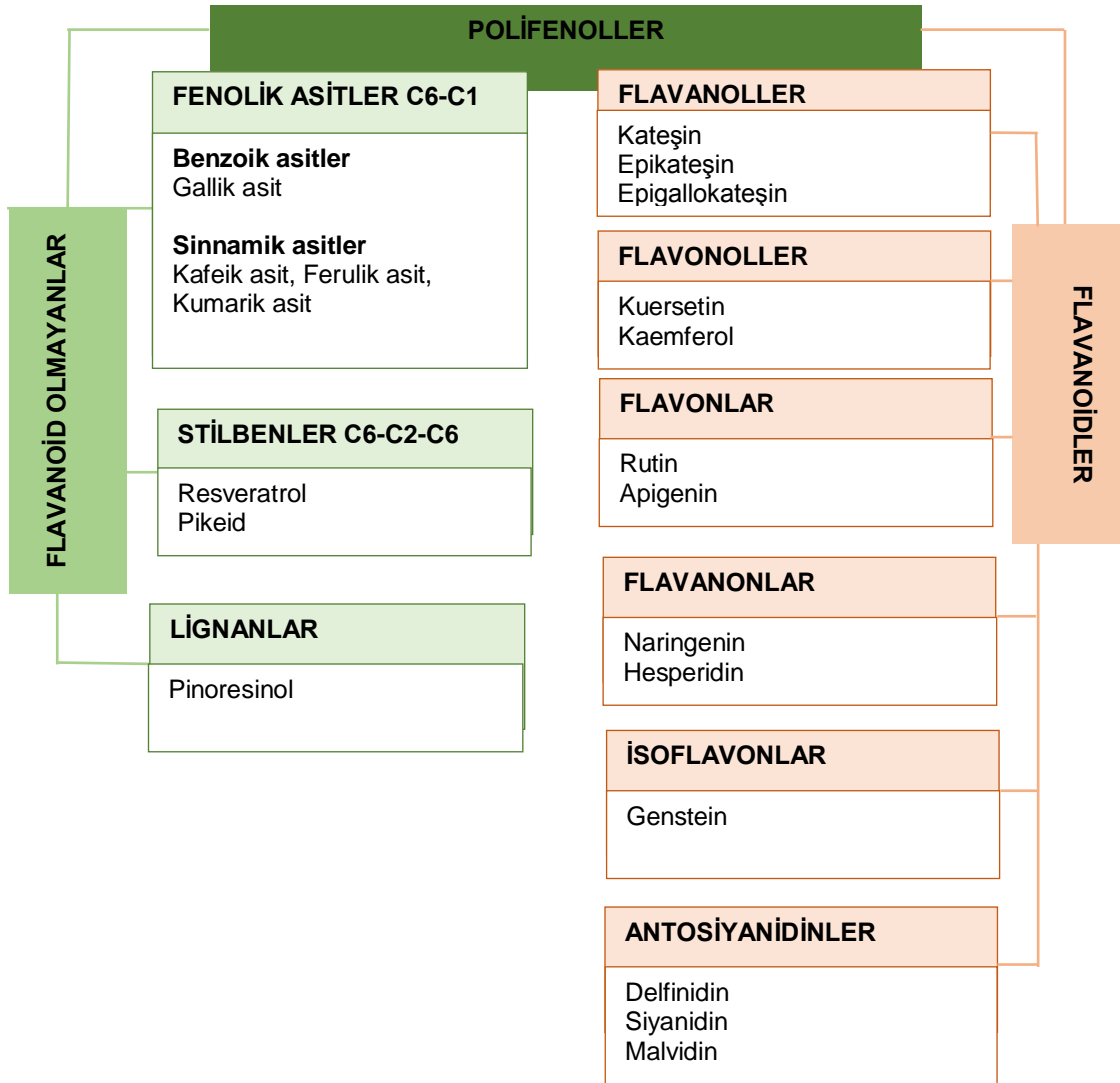 POLİFENOLLER
FLAVANOİD OLMAYANLAR
FENOLİK ASİTLER C6-C1
Benzoik asitler
Gallik asit
Sinnamik asitler
Kafeik asit, Ferulik asit,
Kumarik asit
STİLBENLER C6-C2-C6
Resveratrol
Pikeid
LİGNANLAR
Pinoresinol
FLAVANOİDLER
FLAVANOLLER
Kateşin
Epikateşin
Epigallokateşin
FLAVONOLLER
Kuersetin
Kaemferol
FLAVONLAR
Rutin
Apigenin
FLAVANONLAR
Naringenin
Hesperidin
İSOFLAVONLAR
Genstein
ANTOSİYANİDİNLER
Delfinidin
Siyanidin
Malvidin